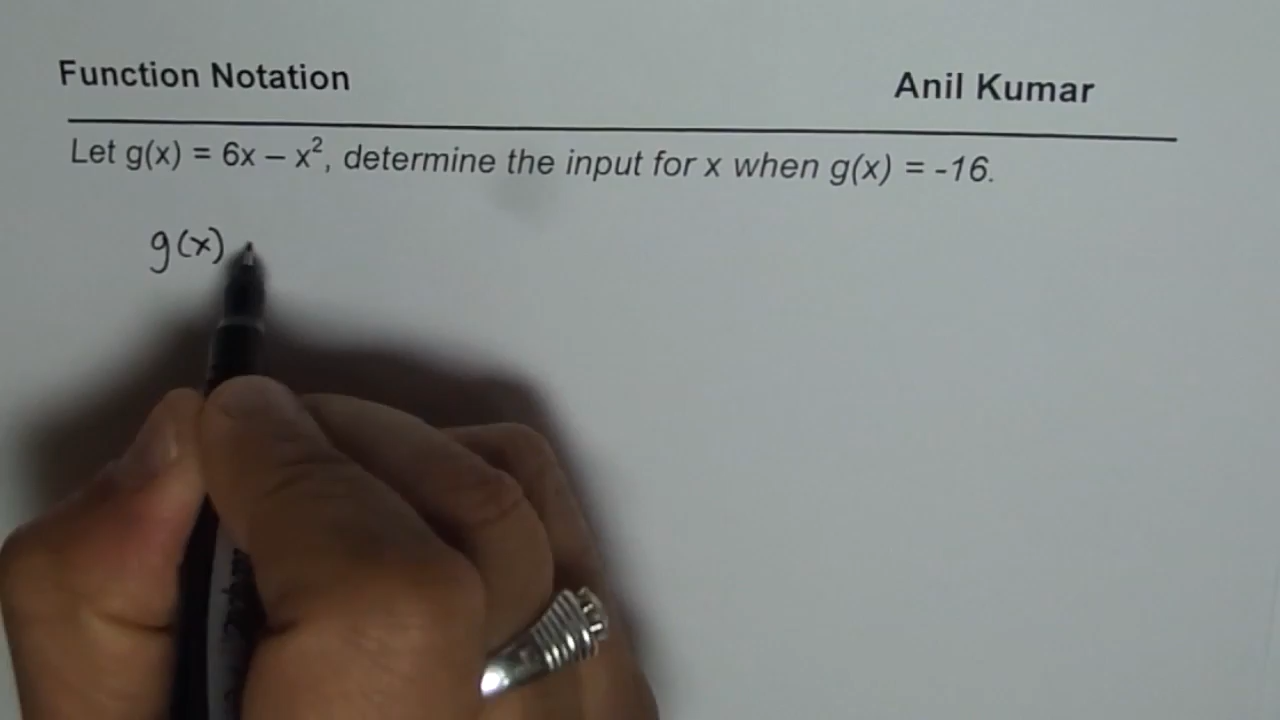 Function Notation Anil Kumar
Let g(x) = 6x – x², determine the input for x when g(x) = -16.
g(x)